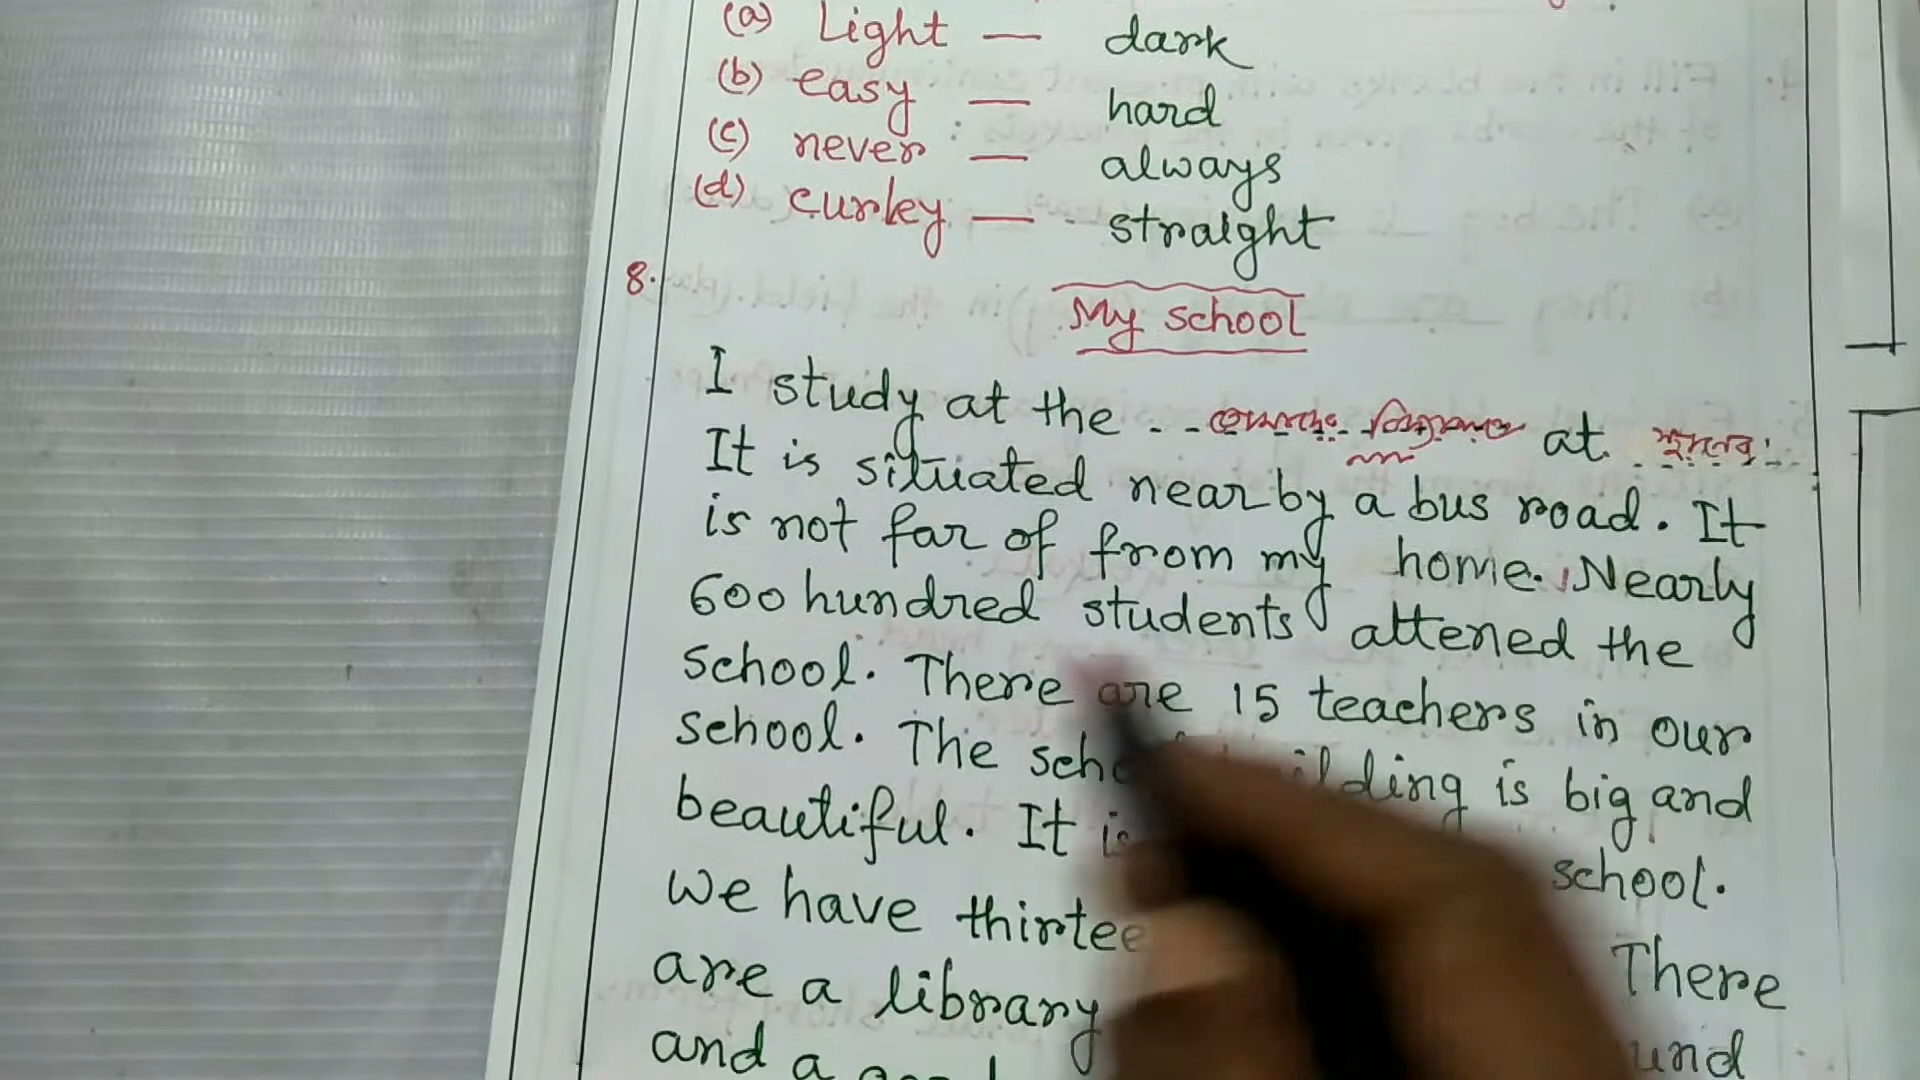 (a) Light — dark
(b) easy — hard
(c) never — always
(d) curley — straight
8. My school
I study at the at
It is situated near by a bus road. It
is not far of from my home. Nearly
600 hundred students attened the
school. There are 15 teachers in our
school. The is big and
beautiful. It school.
We have There
are a library
and a